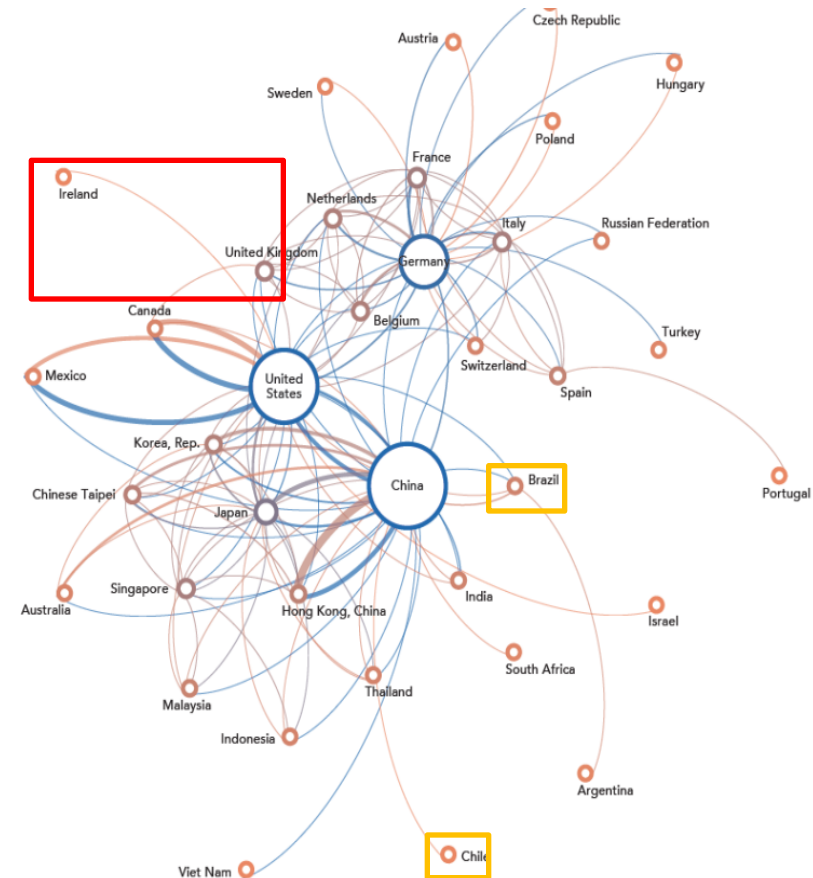 Czech Republic
Austria
Hungary
Sweden
Poland
France
Ireland
Netherlands
Italy
Russian Federation
United Kingdom
Germany
Canada
Belgium
Turkey
Switzerland
Mexico
United
States
Spain
Korea, Rep.
China
Brazil
Chinese Taipei
Portugal
Japan
Singapore
India
Australia
Hong Kong, China
Israel
South Africa
Malaysia
Thailand
Indonesia
Argentina
Chile
Viet Nam